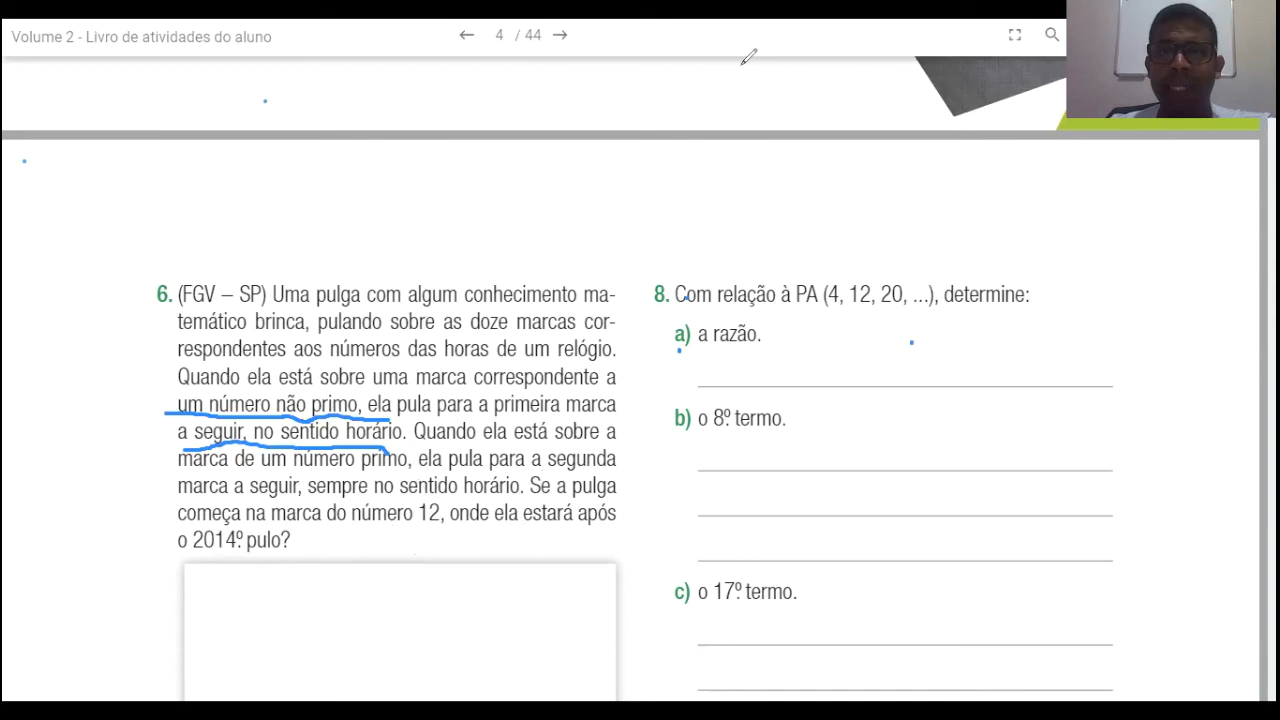 Volume 2 - Livro de atividades do aluno
4 / 44
6. (FGV – SP) Uma pulga com algum conhecimento ma-
temático brinca, pulando sobre as doze marcas cor-
respondentes aos números das horas de um relógio.
Quando ela está sobre uma marca correspondente a
um número não primo, ela pula para a primeira marca
a seguir, no sentido horário. Quando ela está sobre a
marca de um número primo, ela pula para a segunda
marca a seguir, sempre no sentido horário. Se a pulga
começa na marca do número 12, onde ela estará após
o 2014º. pulo?
8. Com relação à PA (4, 12, 20, ...), determine:
a) a razão.
b) o 8º. termo.
c) o 17º. termo.